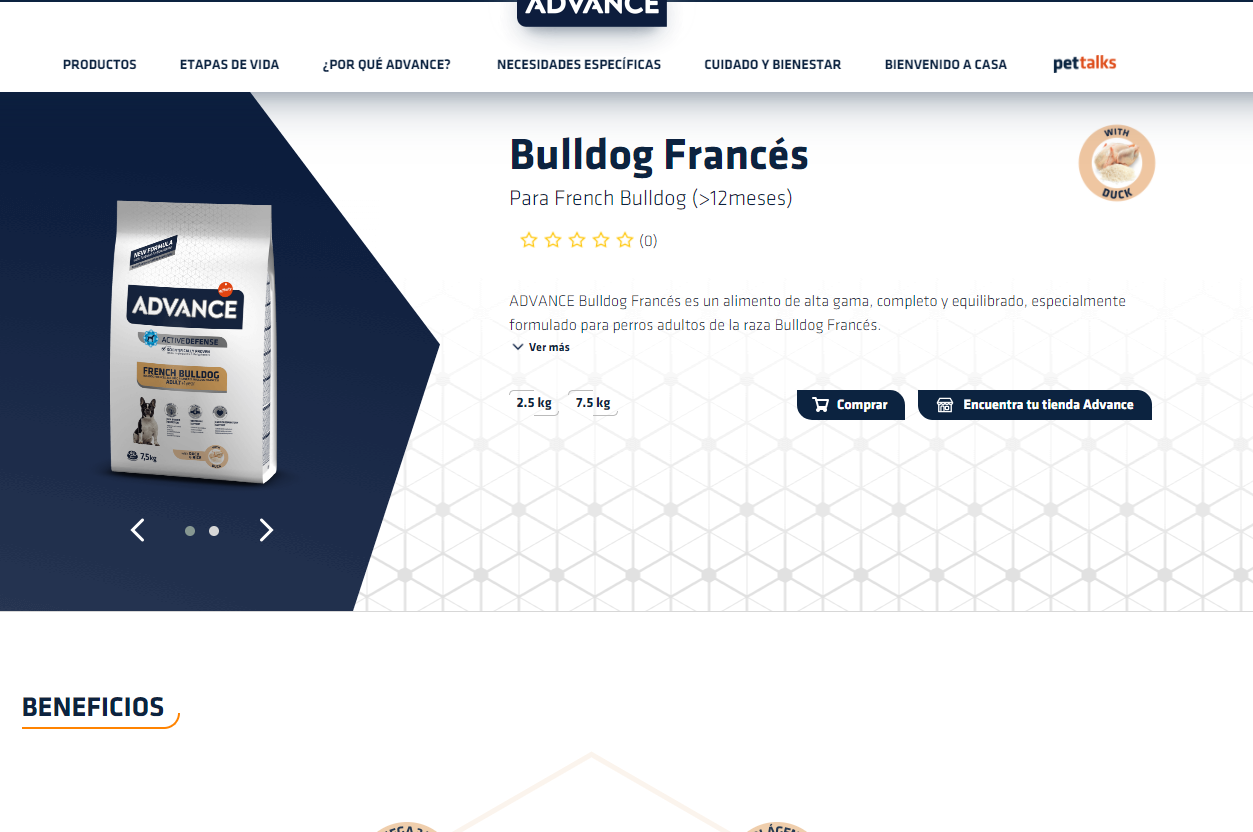 ADVANCE
PRODUCTOS
ETAPAS DE VIDA
¿POR QUÉ ADVANCE?
NECESIDADES ESPECÍFICAS
CUIDADO Y BIENESTAR
BIENVENIDO A CASA
pettalks
Bulldog Francés
WITH
DUCK
Para French Bulldog (>12meses)
(0)
NEW FORMULA
ADVANCE
ACTIVE DEFENSE
FRENCH BULLDOG
ADULT
7,5kg
DUCK
ADVANCE Bulldog Francés es un alimento de alta gama, completo y equilibrado, especialmente
formulado para perros adultos de la raza Bulldog Francés.
Ver más
2.5 kg
7.5 kg
Comprar
Encuentra tu tienda Advance
BENEFICIOS